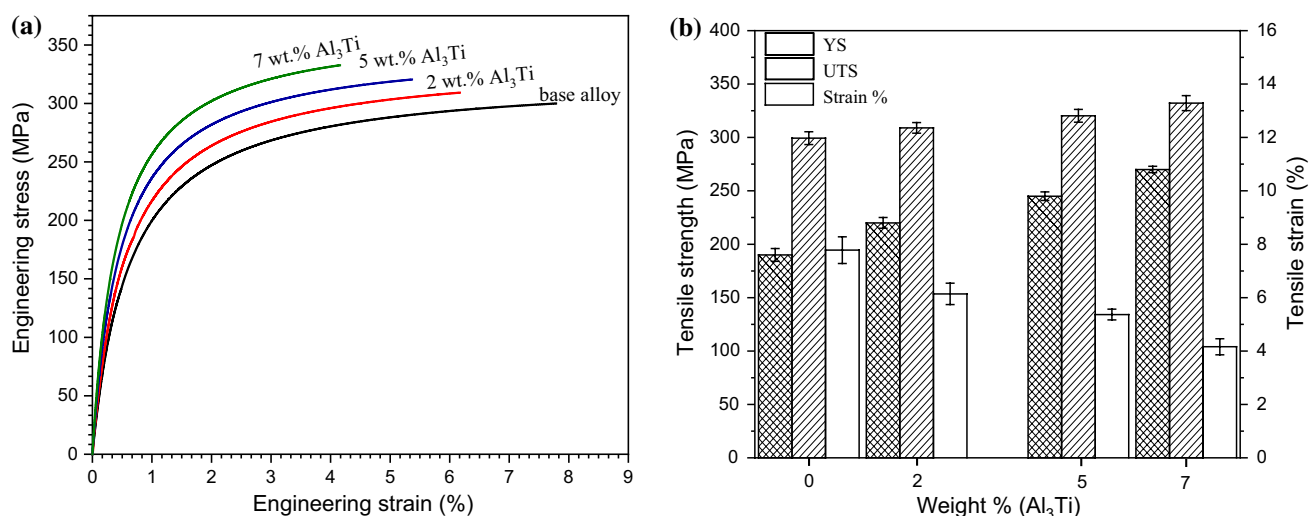 (a)
350
300
250
200
150
100
50
0
Engineering stress (MPa)
7 wt.% Al₃Ti
5 wt.% Al₃Ti
2 wt.% Al₃Ti
base alloy
0 1 2 3 4 5 6 7 8 9
Engineering strain (%)
(b)
400
350
300
250
200
150
100
50
0
Tensile strength (MPa)
YS
UTS
Strain %
16
14
12
10
8
6
4
2
0
Tensile strain (%)
0 2 5 7
Weight % (Al₃Ti)